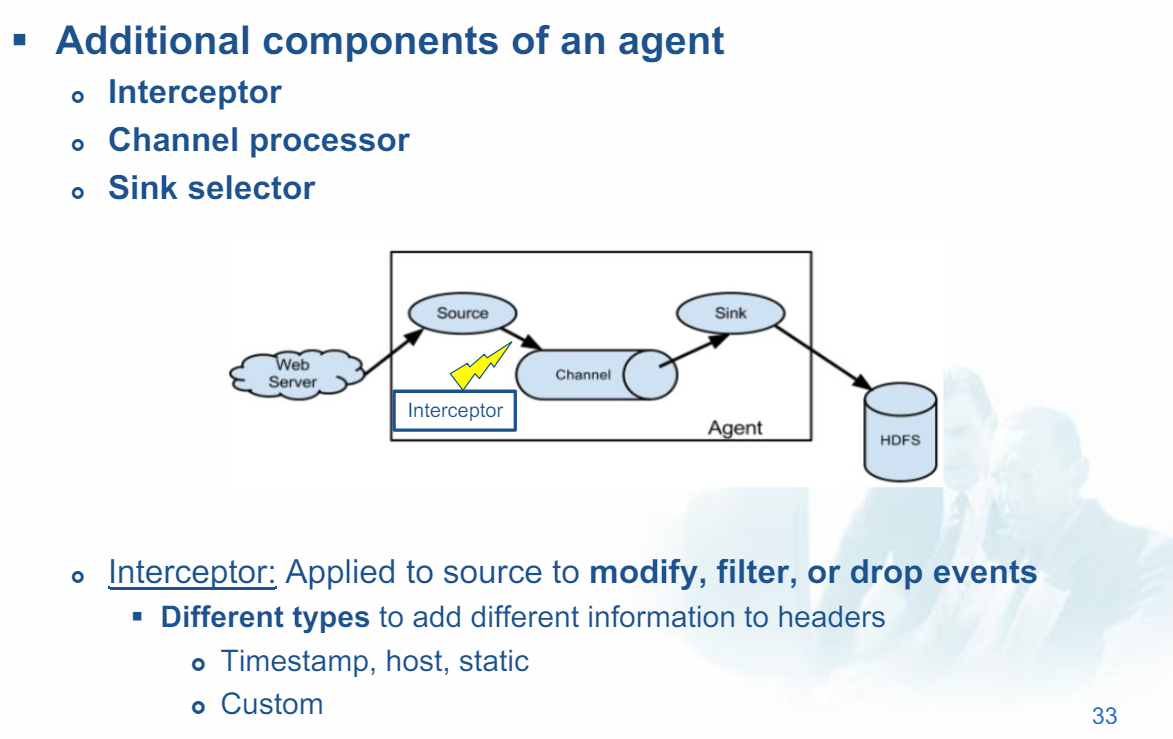 Additional components of an agent
Interceptor
Channel processor
Sink selector
Source
Sink
Web
Server
Channel
Interceptor
Agent
HDFS
Interceptor: Applied to source to modify, filter, or drop events
Different types to add different information to headers
Timestamp, host, static
Custom
33